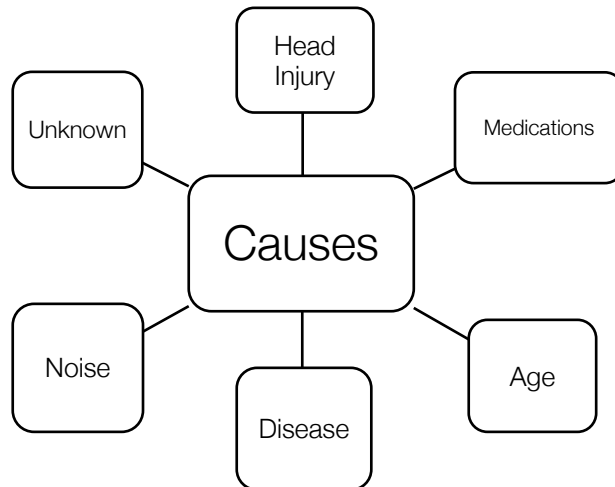 Head
Injury
Unknown
Medications
Causes
Noise
Age
Disease